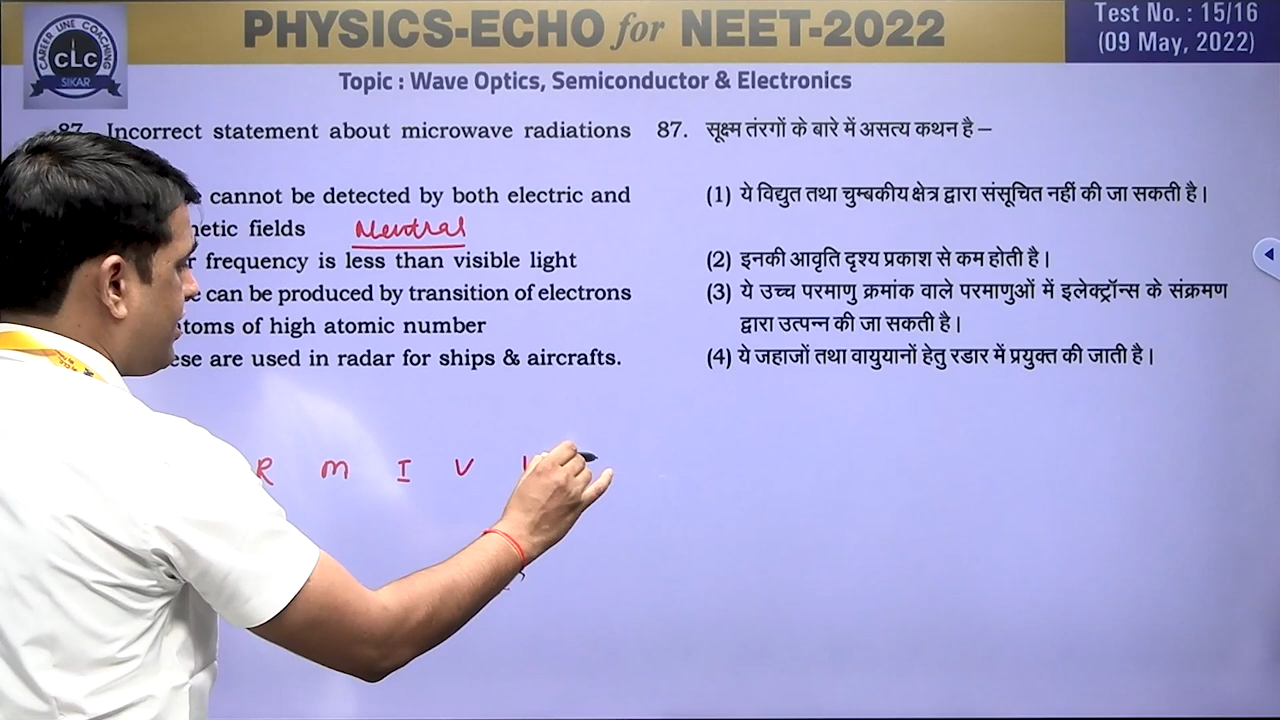 CAREER LINE COACHING
CLC
SIKAR
PHYSICS-ECHO for NEET-2022
Test No. : 15/16
(09 May, 2022)
Topic : Wave Optics, Semiconductor & Electronics
87. Incorrect statement about microwave radiations
cannot be detected by both electric and
fields Neutral
frequency is less than visible light
can be produced by transition of electrons
of high atomic number
are used in radar for ships & aircrafts.
87. सूक्ष्म तंरगों के बारे में असत्य कथन है –
(1) ये विद्युत तथा चुम्बकीय क्षेत्र द्वारा संसूचित नहीं की जा सकती है।
(2) इनकी आवृति दृश्य प्रकाश से कम होती है।
(3) ये उच्च परमाणु क्रमांक वाले परमाणुओं में इलेक्ट्रॉन्स के संक्रमण
द्वारा उत्पन्न की जा सकती है।
(4) ये जहाजों तथा वायुयानों हेतु रडार में प्रयुक्त की जाती है।
R M I V